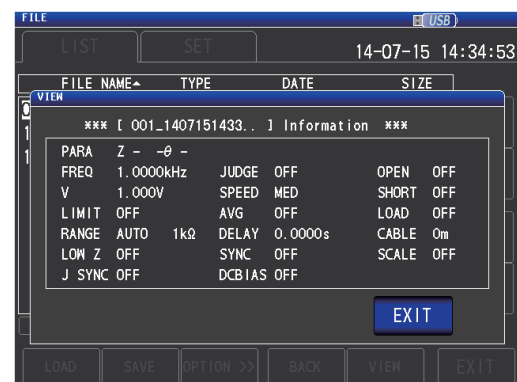 FILE
USB
LIST SET 14-07-15 14:34:53
FILE NAME▲ TYPE DATE SIZE
VIEW
0
1
1
*** [ 001_1407151433.. ] Information ***
PARA Z - -θ -
FREQ 1.0000kHz JUDGE OFF OPEN OFF
V 1.000V SPEED MED SHORT OFF
LIMIT OFF AVG OFF LOAD OFF
RANGE AUTO 1kΩ DELAY 0.0000s CABLE 0m
LOW Z OFF SYNC OFF SCALE OFF
J SYNC OFF DCBIAS OFF
EXIT
LOAD SAVE OPTION >> BACK VIEW EXIT